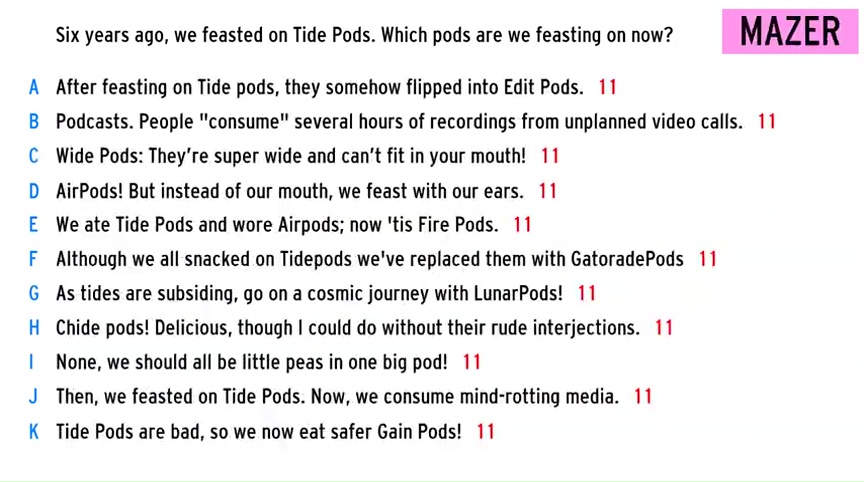 Six years ago, we feasted on Tide Pods. Which pods are we feasting on now?
MAZER
A After feasting on Tide pods, they somehow flipped into Edit Pods. 11
B Podcasts. People "consume" several hours of recordings from unplanned video calls. 11
C Wide Pods: They're super wide and can't fit in your mouth! 11
D AirPods! But instead of our mouth, we feast with our ears. 11
E We ate Tide Pods and wore Airpods; now 'tis Fire Pods. 11
F Although we all snacked on Tidepods we've replaced them with GatoradePods 11
G As tides are subsiding, go on a cosmic journey with LunarPods! 11
H Chide pods! Delicious, though I could do without their rude interjections. 11
I None, we should all be little peas in one big pod! 11
J Then, we feasted on Tide Pods. Now, we consume mind-rotting media. 11
K Tide Pods are bad, so we now eat safer Gain Pods! 11